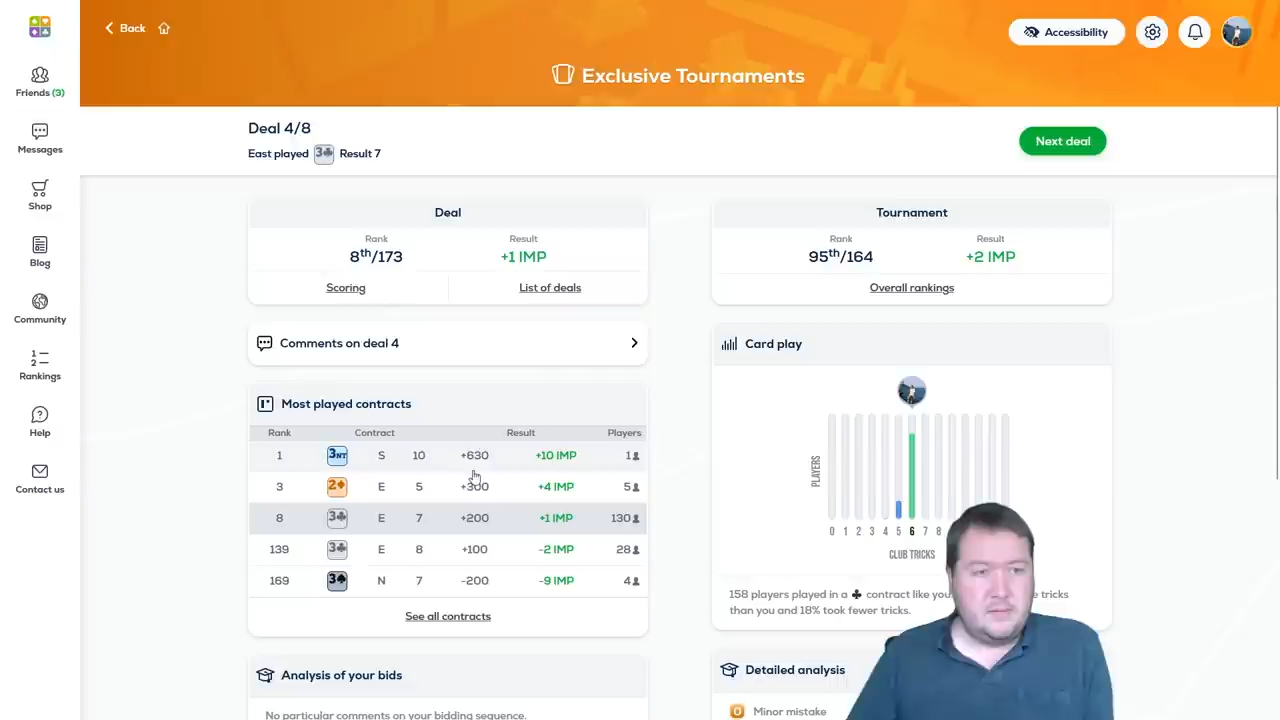 Back
Accessibility
Friends (3)
Messages
Shop
Blog
Community
Rankings
Help
Contact us
Exclusive Tournaments
Deal 4/8
East played 3♣ Result 7
Next deal
Deal
Rank Result
8th/173 +1 IMP
Scoring List of deals
Tournament
Rank Result
95th/164 +2 IMP
Overall rankings
Comments on deal 4
Most played contracts
Rank Contract Result Players
1 3NT S 10 +630 +10 IMP 1
3 2♦ E 5 +300 +4 IMP 5
8 3♣ E 7 +200 +1 IMP 130
139 3♣ E 8 +100 -2 IMP 28
169 3♠ N 7 -200 -9 IMP 4
See all contracts
Card play
PLAYERS
0 1 2 3 4 5 6 7 8
CLUB TRICKS
158 players played in a ♣ contract like you tricks
than you and 18% took fewer tricks.
Analysis of your bids
No particular comments on your bidding sequence.
Detailed analysis
Minor mistake